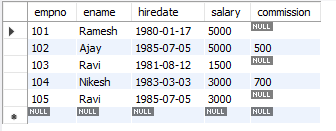 empno ename hiredate salary commission
101 Ramesh 1980-01-17 5000 NULL
102 Ajay 1985-07-05 5000 500
103 Ravi 1981-08-12 1500 NULL
104 Nikesh 1983-03-03 3000 700
105 Ravi 1985-07-05 3000 NULL
NULL NULL NULL NULL NULL